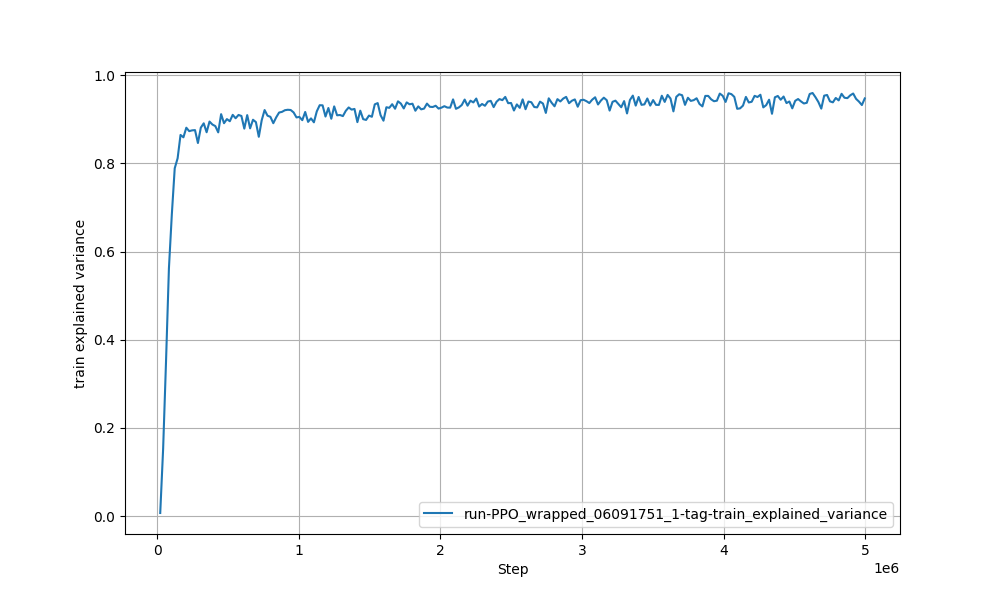 1.0
0.8
0.6
0.4
0.2
0.0
train explained variance
run-PPO_wrapped_06091751_1-tag-train_explained_variance
0 1 2 3 4 5
1e6
Step